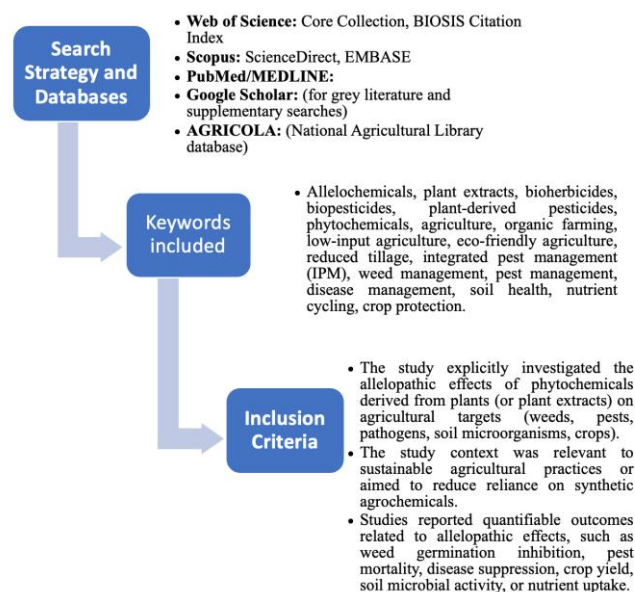 Search
Strategy and
Databases
• Web of Science: Core Collection, BIOSIS Citation
Index
• Scopus: ScienceDirect, EMBASE
• PubMed/MEDLINE:
• Google Scholar: (for grey literature and
supplementary searches)
• AGRICOLA: (National Agricultural Library
database)
Keywords
included
• Allelochemicals, plant extracts, bioherbicides,
biopesticides, plant-derived pesticides,
phytochemicals, agriculture, organic farming,
low-input agriculture, eco-friendly agriculture,
reduced tillage, integrated pest management
(IPM), weed management, pest management,
disease management, soil health, nutrient
cycling, crop protection.
Inclusion
Criteria
• The study explicitly investigated the
allelopathic effects of phytochemicals
derived from plants (or plant extracts) on
agricultural targets (weeds, pests,
pathogens, soil microorganisms, crops).
• The study context was relevant to
sustainable agricultural practices or
aimed to reduce reliance on synthetic
agrochemicals.
• Studies reported quantifiable outcomes
related to allelopathic effects, such as
weed germination inhibition, pest
mortality, disease suppression, crop yield,
soil microbial activity, or nutrient uptake.